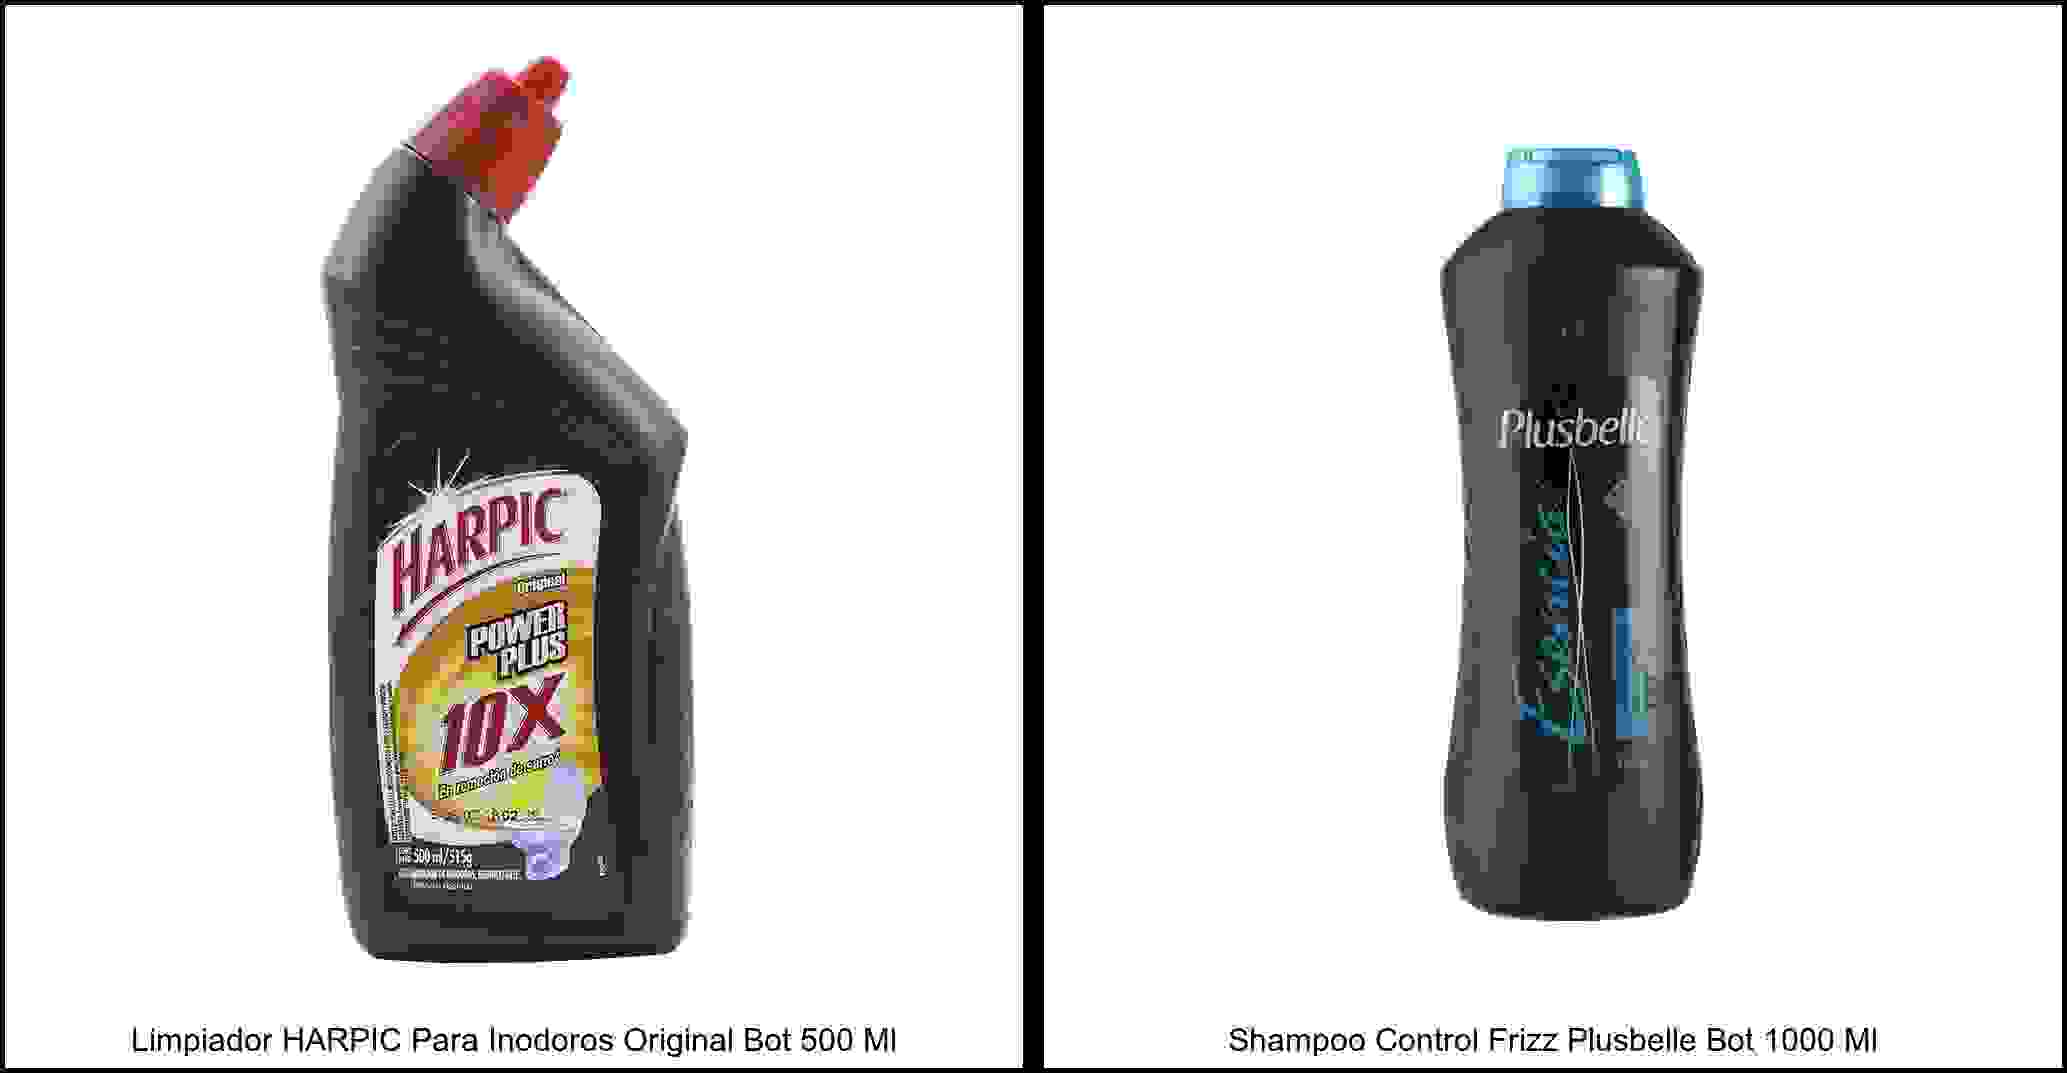 HARPIC
Original
POWER
PLUS
10X
En remoción de sarro
500 ml/515g
Limpiador HARPIC Para Inodoros Original Bot 500 Ml
Plusbelle
Esencia
Shampoo Control Frizz Plusbelle Bot 1000 Ml